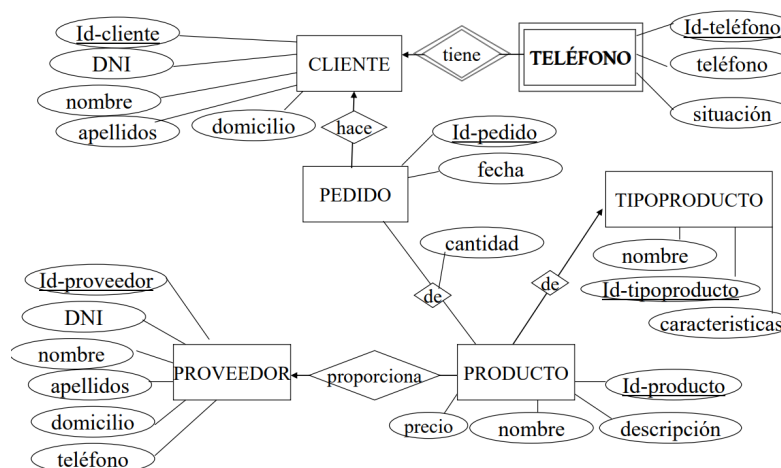 Id-cliente
DNI
nombre
apellidos
domicilio
CLIENTE
tiene
TELÉFONO
Id-teléfono
teléfono
situación
hace
PEDIDO
Id-pedido
fecha
cantidad
de
de
TIPOPRODUCTO
nombre
Id-tipoproducto
caracteristicas
Id-proveedor
DNI
nombre
apellidos
domicilio
teléfono
PROVEEDOR
proporciona
PRODUCTO
Id-producto
precio
nombre
descripción